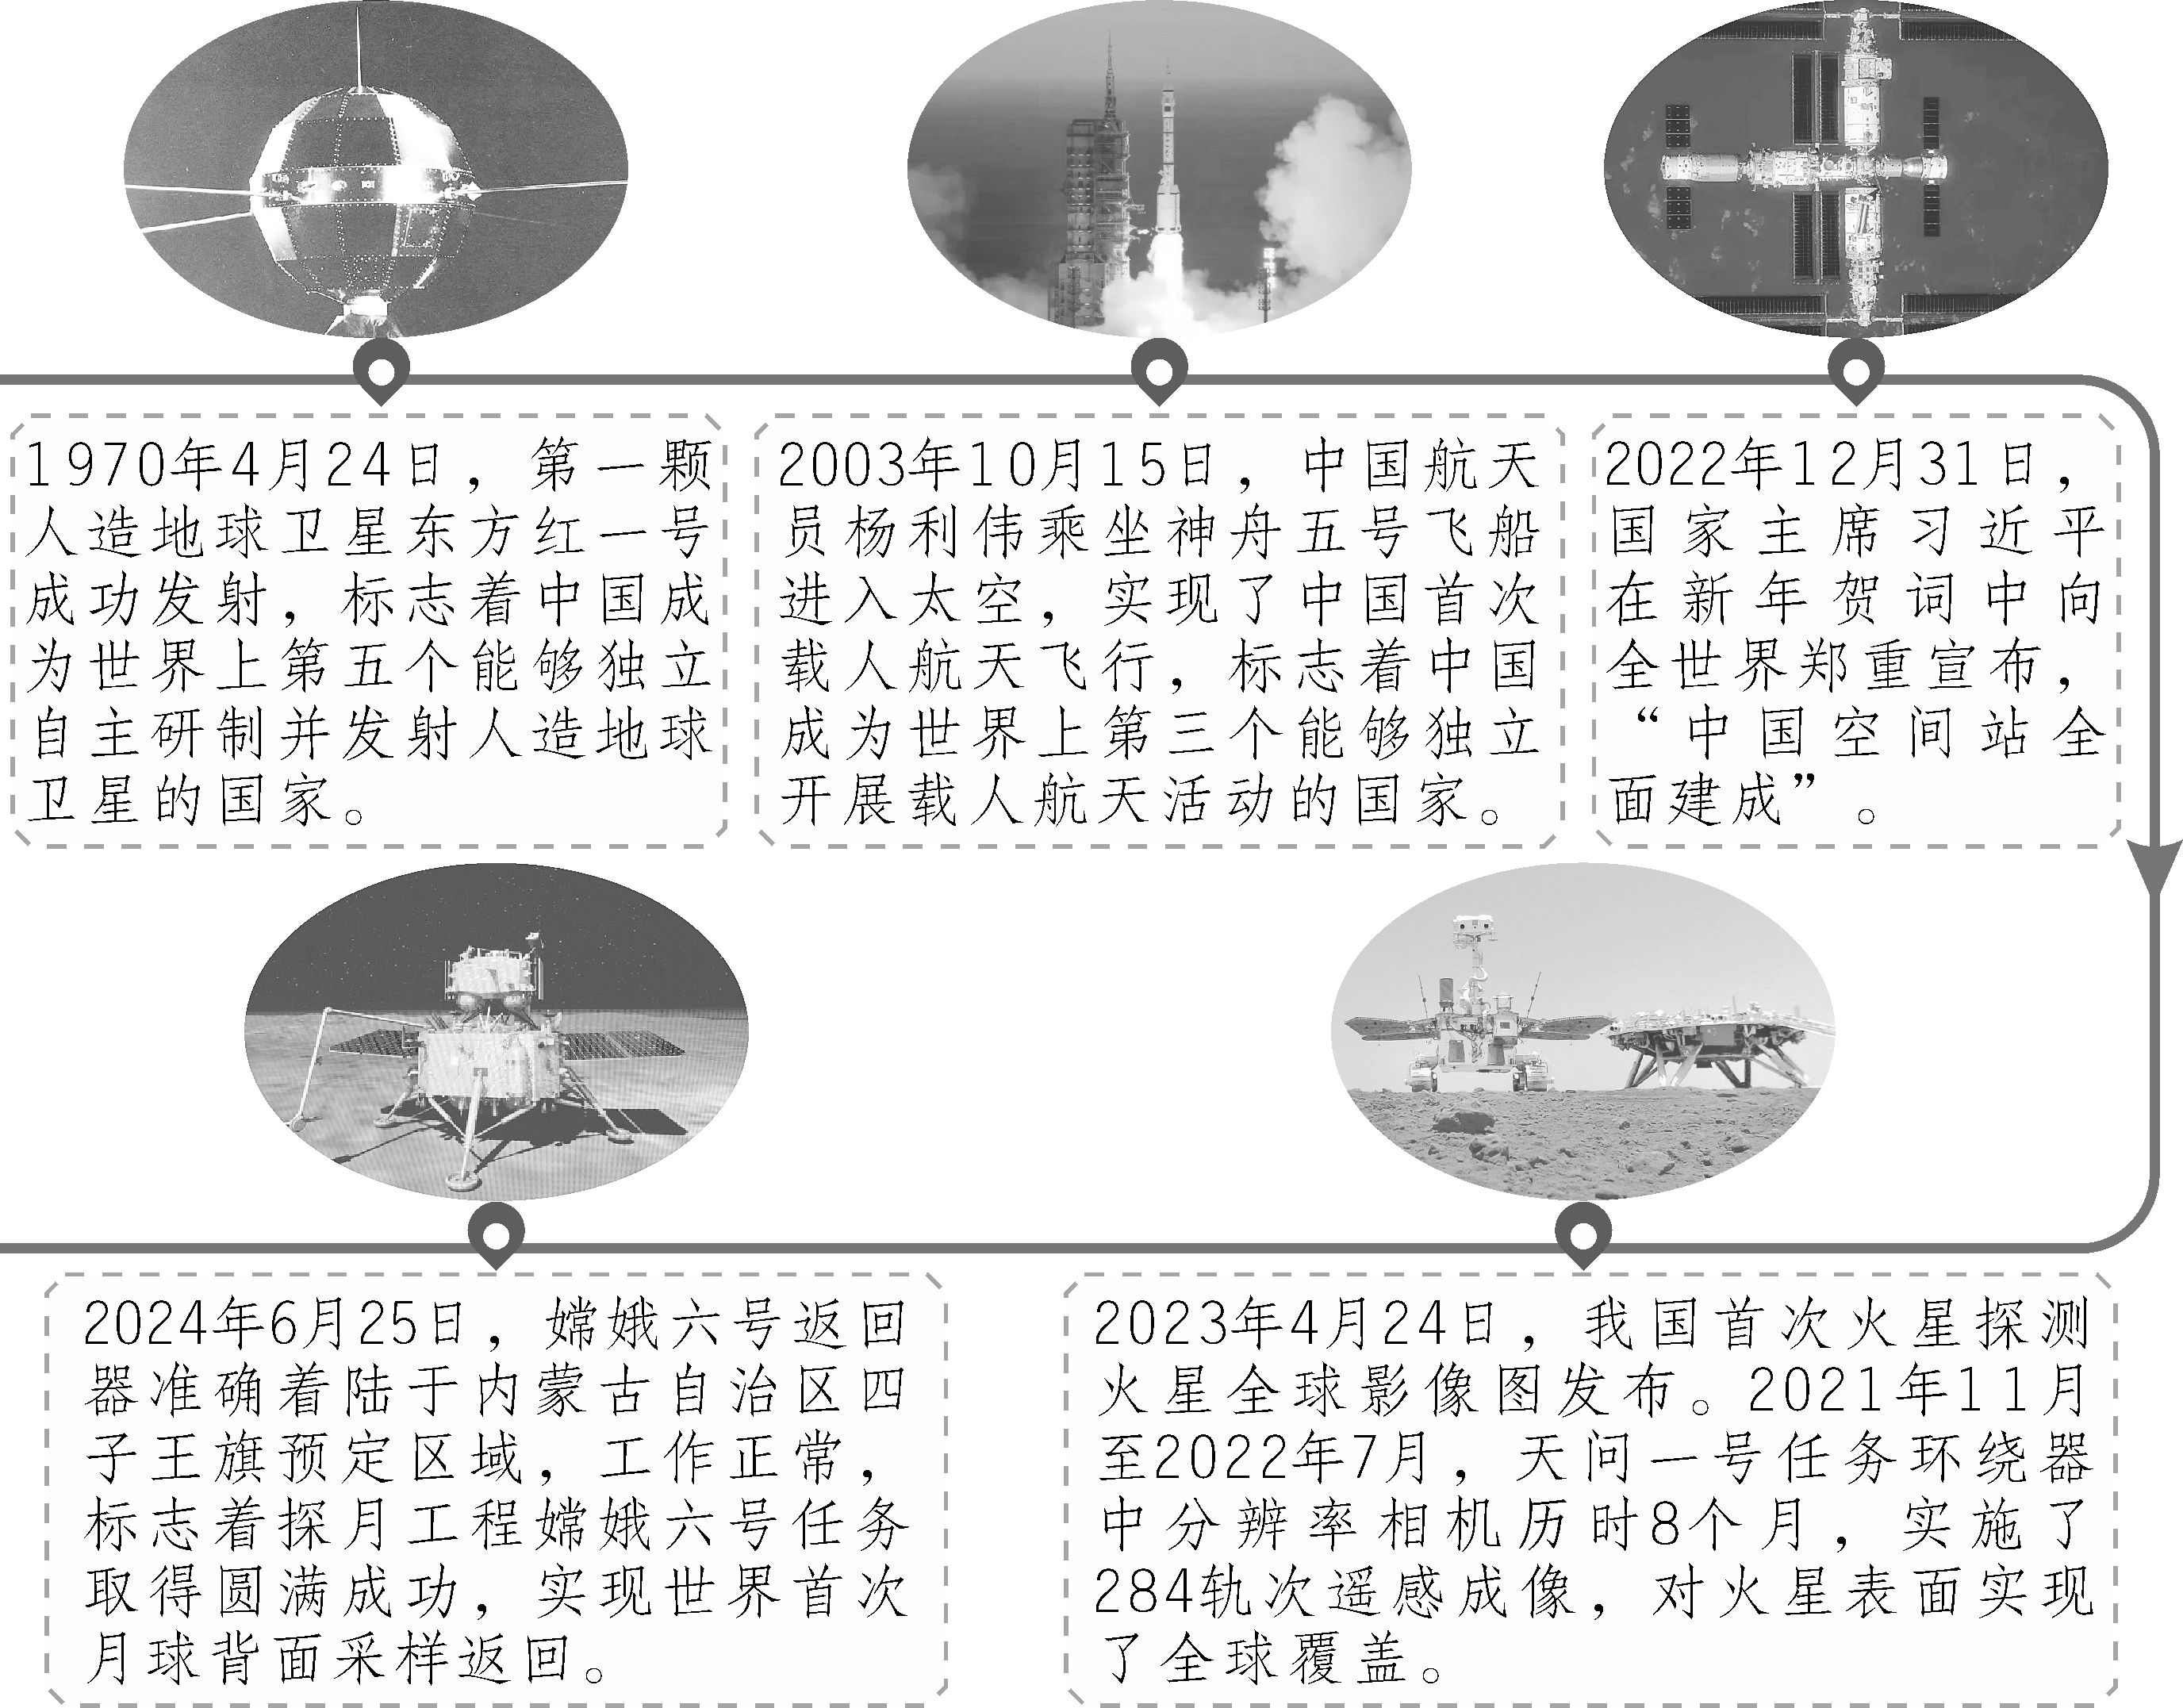 1970年4月24日，第一颗
人造地球卫星东方红一号
成功发射，标志着中国成
为世界上第五个能够独立
自主研制并发射人造地球
卫星的国家。
2003年10月15日，中国航天
员杨利伟乘坐神舟五号飞船
进入太空，实现了中国首次
载人航天飞行，标志着中国
成为世界上第三个能够独立
开展载人航天活动的国家。
2022年12月31日，
国家主席习近平
在新年贺词中向
全世界郑重宣布，
“中国空间站全
面建成”。
2023年4月24日，我国首次火星探测
火星全球影像图发布。2021年11月
至2022年7月，天问一号任务环绕器
中分辨率相机历时8个月，实施了
284轨次遥感成像，对火星表面实现
了全球覆盖。
2024年6月25日，嫦娥六号返回
器准确着陆于内蒙古自治区四
子王旗预定区域，工作正常，
标志着探月工程嫦娥六号任务
取得圆满成功，实现世界首次
月球背面采样返回。